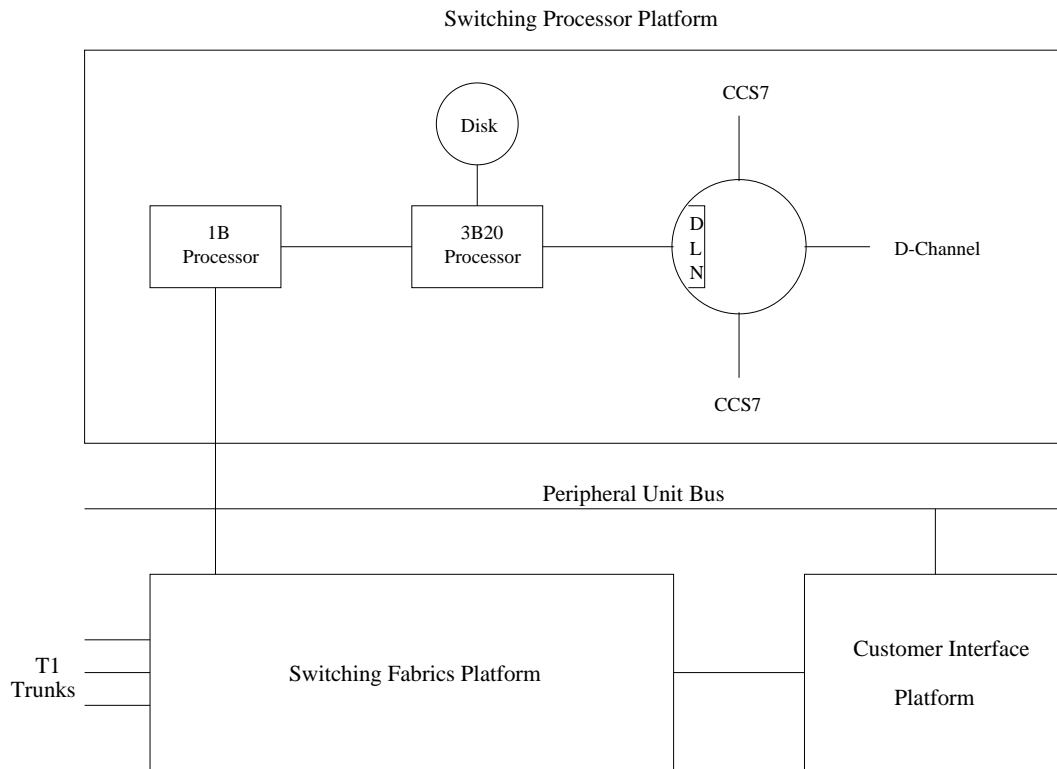 Switching Processor Platform
CCS7
Disk
1B
Processor
3B20
Processor
D
L
N
D-Channel
CCS7
Peripheral Unit Bus
T1
Trunks
Switching Fabrics Platform
Customer Interface
Platform